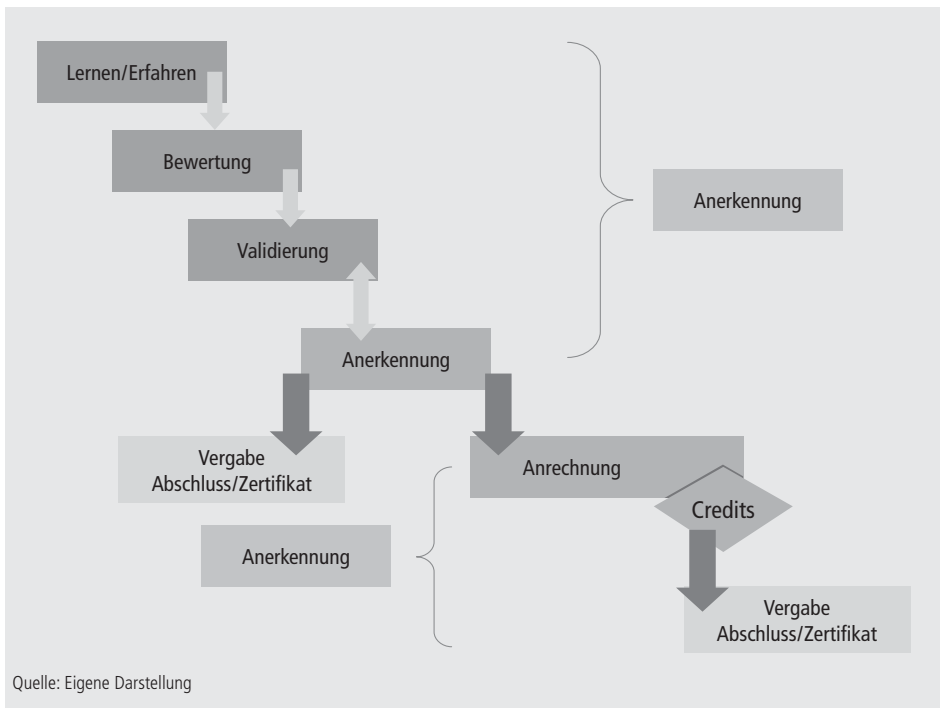 Lernen/Erfahren
Bewertung
Anerkennung
Validierung
Anerkennung
Vergabe
Abschluss/Zertifikat
Anrechnung
Credits
Anerkennung
Vergabe
Abschluss/Zertifikat
Quelle: Eigene Darstellung